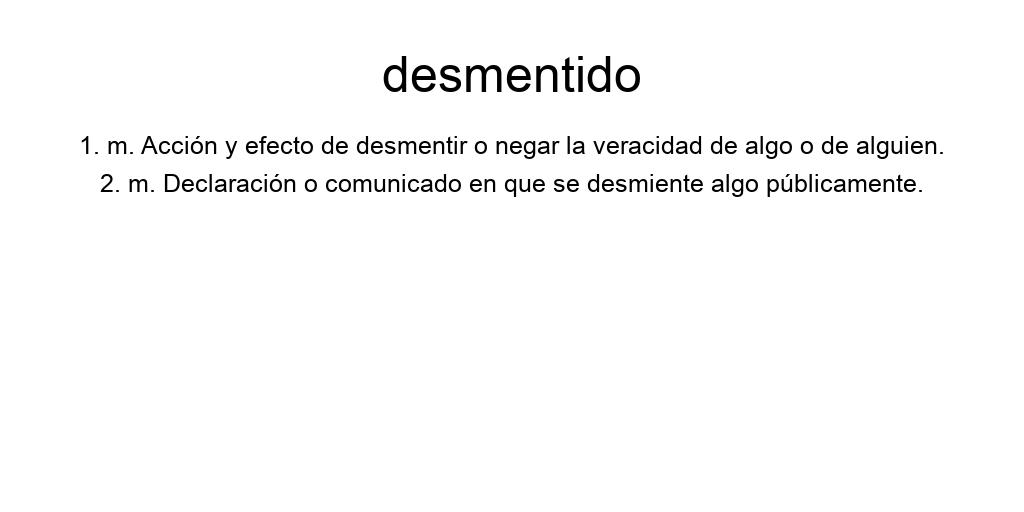 desmentido
1. m. Acción y efecto de desmentir o negar la veracidad de algo o de alguien.
2. m. Declaración o comunicado en que se desmiente algo públicamente.